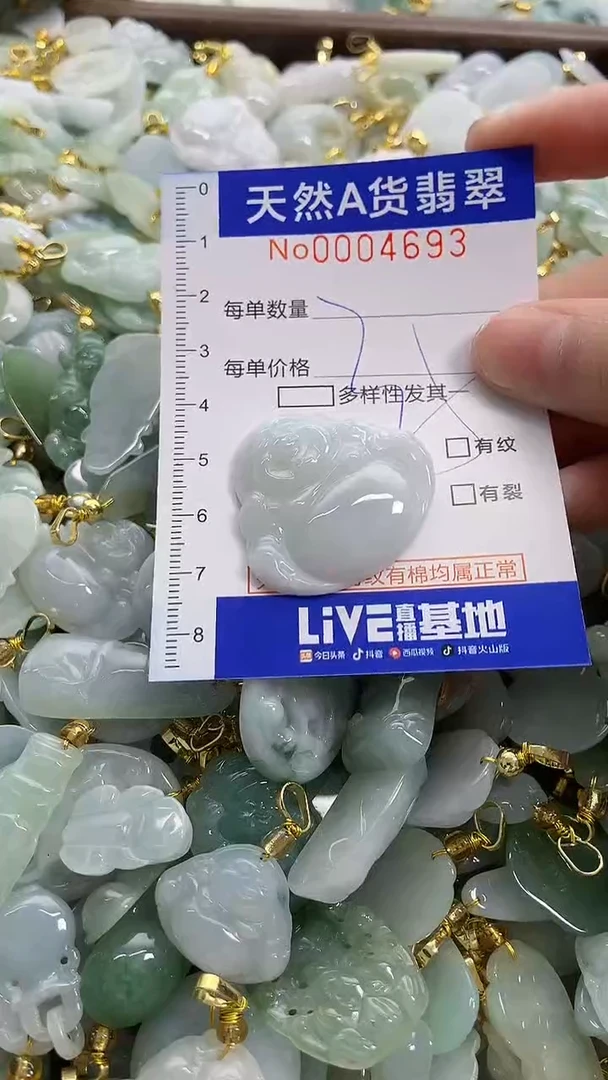 天然A货翡翠
No0004693
0
1
2
每单数量
3
每单价格
4
多样性发其一
5
有纹
6
有裂
7
纹有棉均属正常
8
LiVE直播基地
今日头条 抖音 西瓜视频 抖音火山版